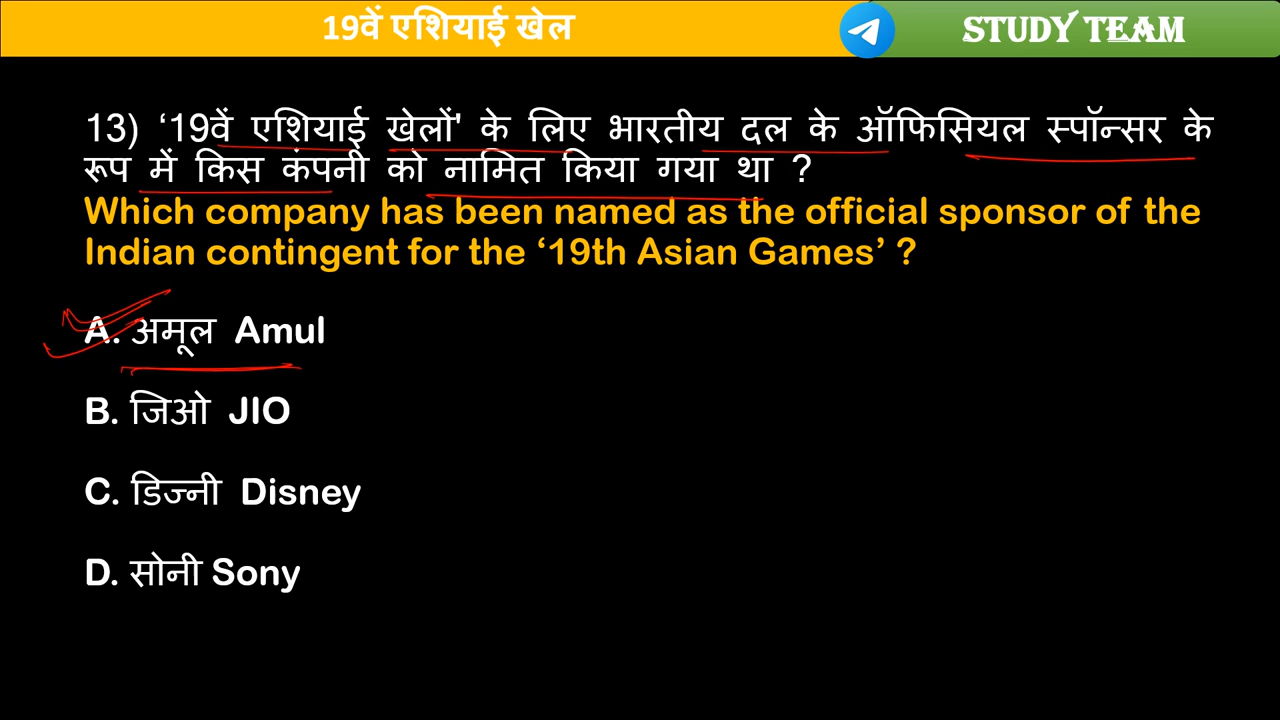 19वें एशियाई खेल
STUDY TEAM
13) ‘19वें एशियाई खेलों' के लिए भारतीय दल के ऑफिसियल स्पॉन्सर के
रूप में किस कंपनी को नामित किया गया था ?
Which company has been named as the official sponsor of the
Indian contingent for the ‘19th Asian Games’ ?
A. अमूल Amul
B. जिओ JIO
C. डिज्नी Disney
D. सोनी Sony